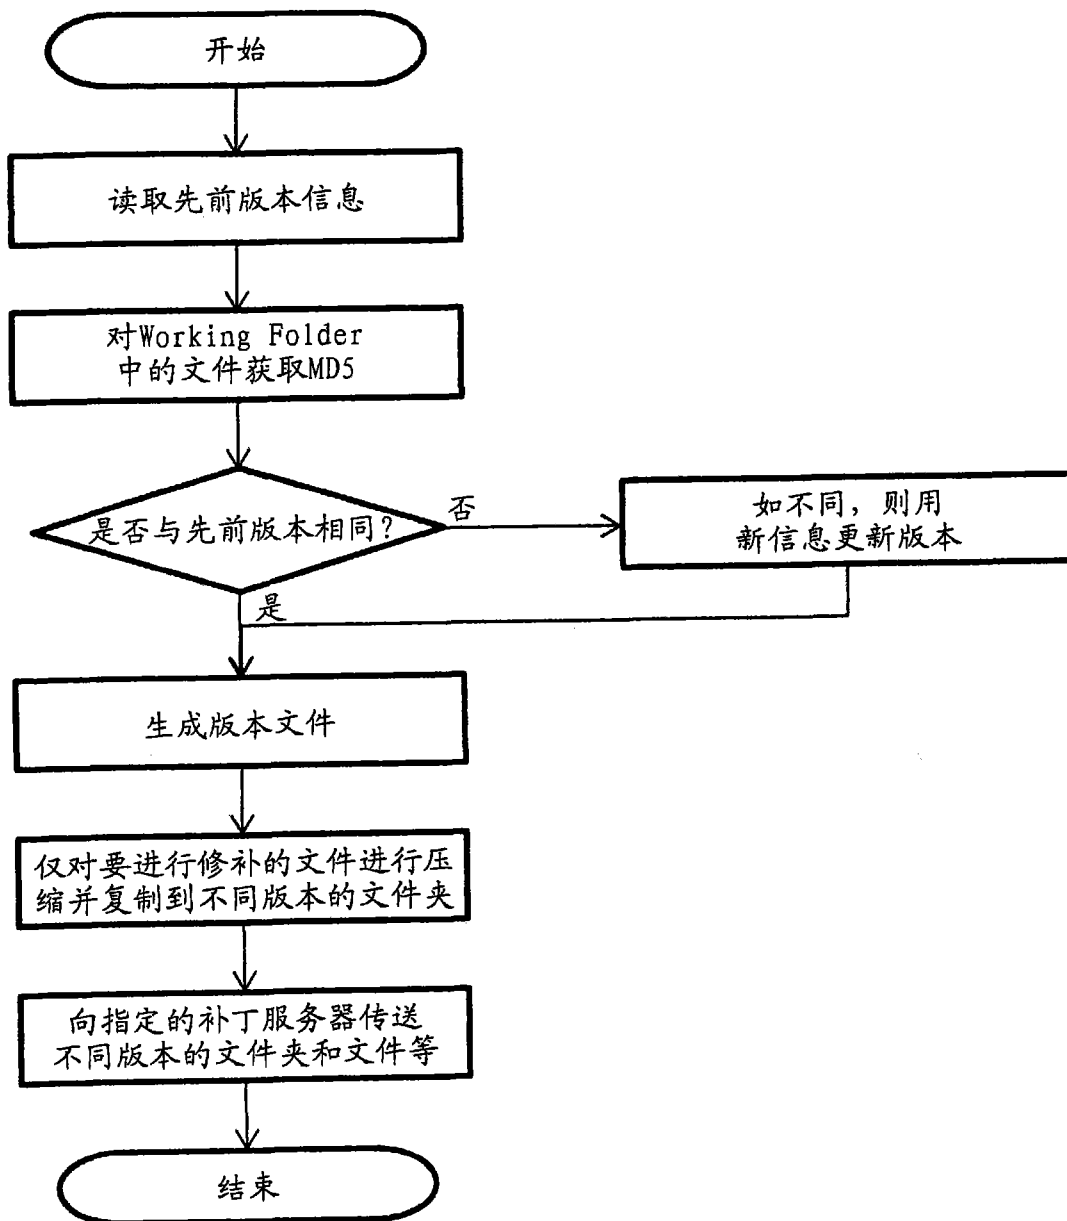 开始
读取先前版本信息
对Working Folder
中的文件获取MD5
是否与先前版本相同?
否
如不同，则用
新信息更新版本
是
生成版本文件
仅对要进行修补的文件进行压
缩并复制到不同版本的文件夹
向指定的补丁服务器传送
不同版本的文件夹和文件等
结束